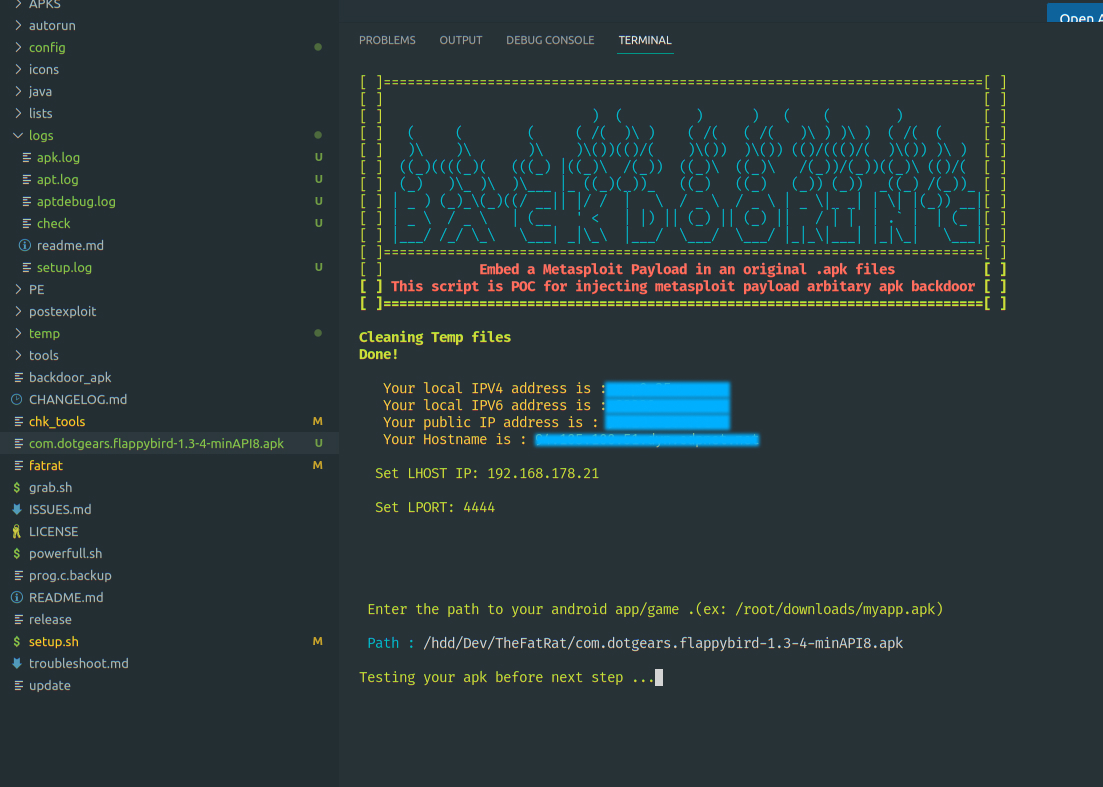 APKS
autorun
config
icons
java
lists
logs
apk.log U
apt.log U
aptdebug.log U
check U
readme.md
setup.log U
PE
postexploit
temp
tools
backdoor_apk
CHANGELOG.md
chk_tools M
com.dotgears.flappybird-1.3-4-minAPI8.apk U
fatrat M
grab.sh
ISSUES.md
LICENSE
powerfull.sh
prog.c.backup
README.md
release
setup.sh M
troubleshoot.md
update
Open
PROBLEMS OUTPUT DEBUG CONSOLE TERMINAL
Embed a Metasploit Payload in an original .apk files
This script is POC for injecting metasploit payload arbitary apk backdoor
Cleaning Temp files
Done!
Your local IPV4 address is :
Your local IPV6 address is :
Your public IP address is :
Your Hostname is :
Set LHOST IP: 192.168.178.21
Set LPORT: 4444
Enter the path to your android app/game .(ex: /root/downloads/myapp.apk)
Path : /hdd/Dev/TheFatRat/com.dotgears.flappybird-1.3-4-minAPI8.apk
Testing your apk before next step ...